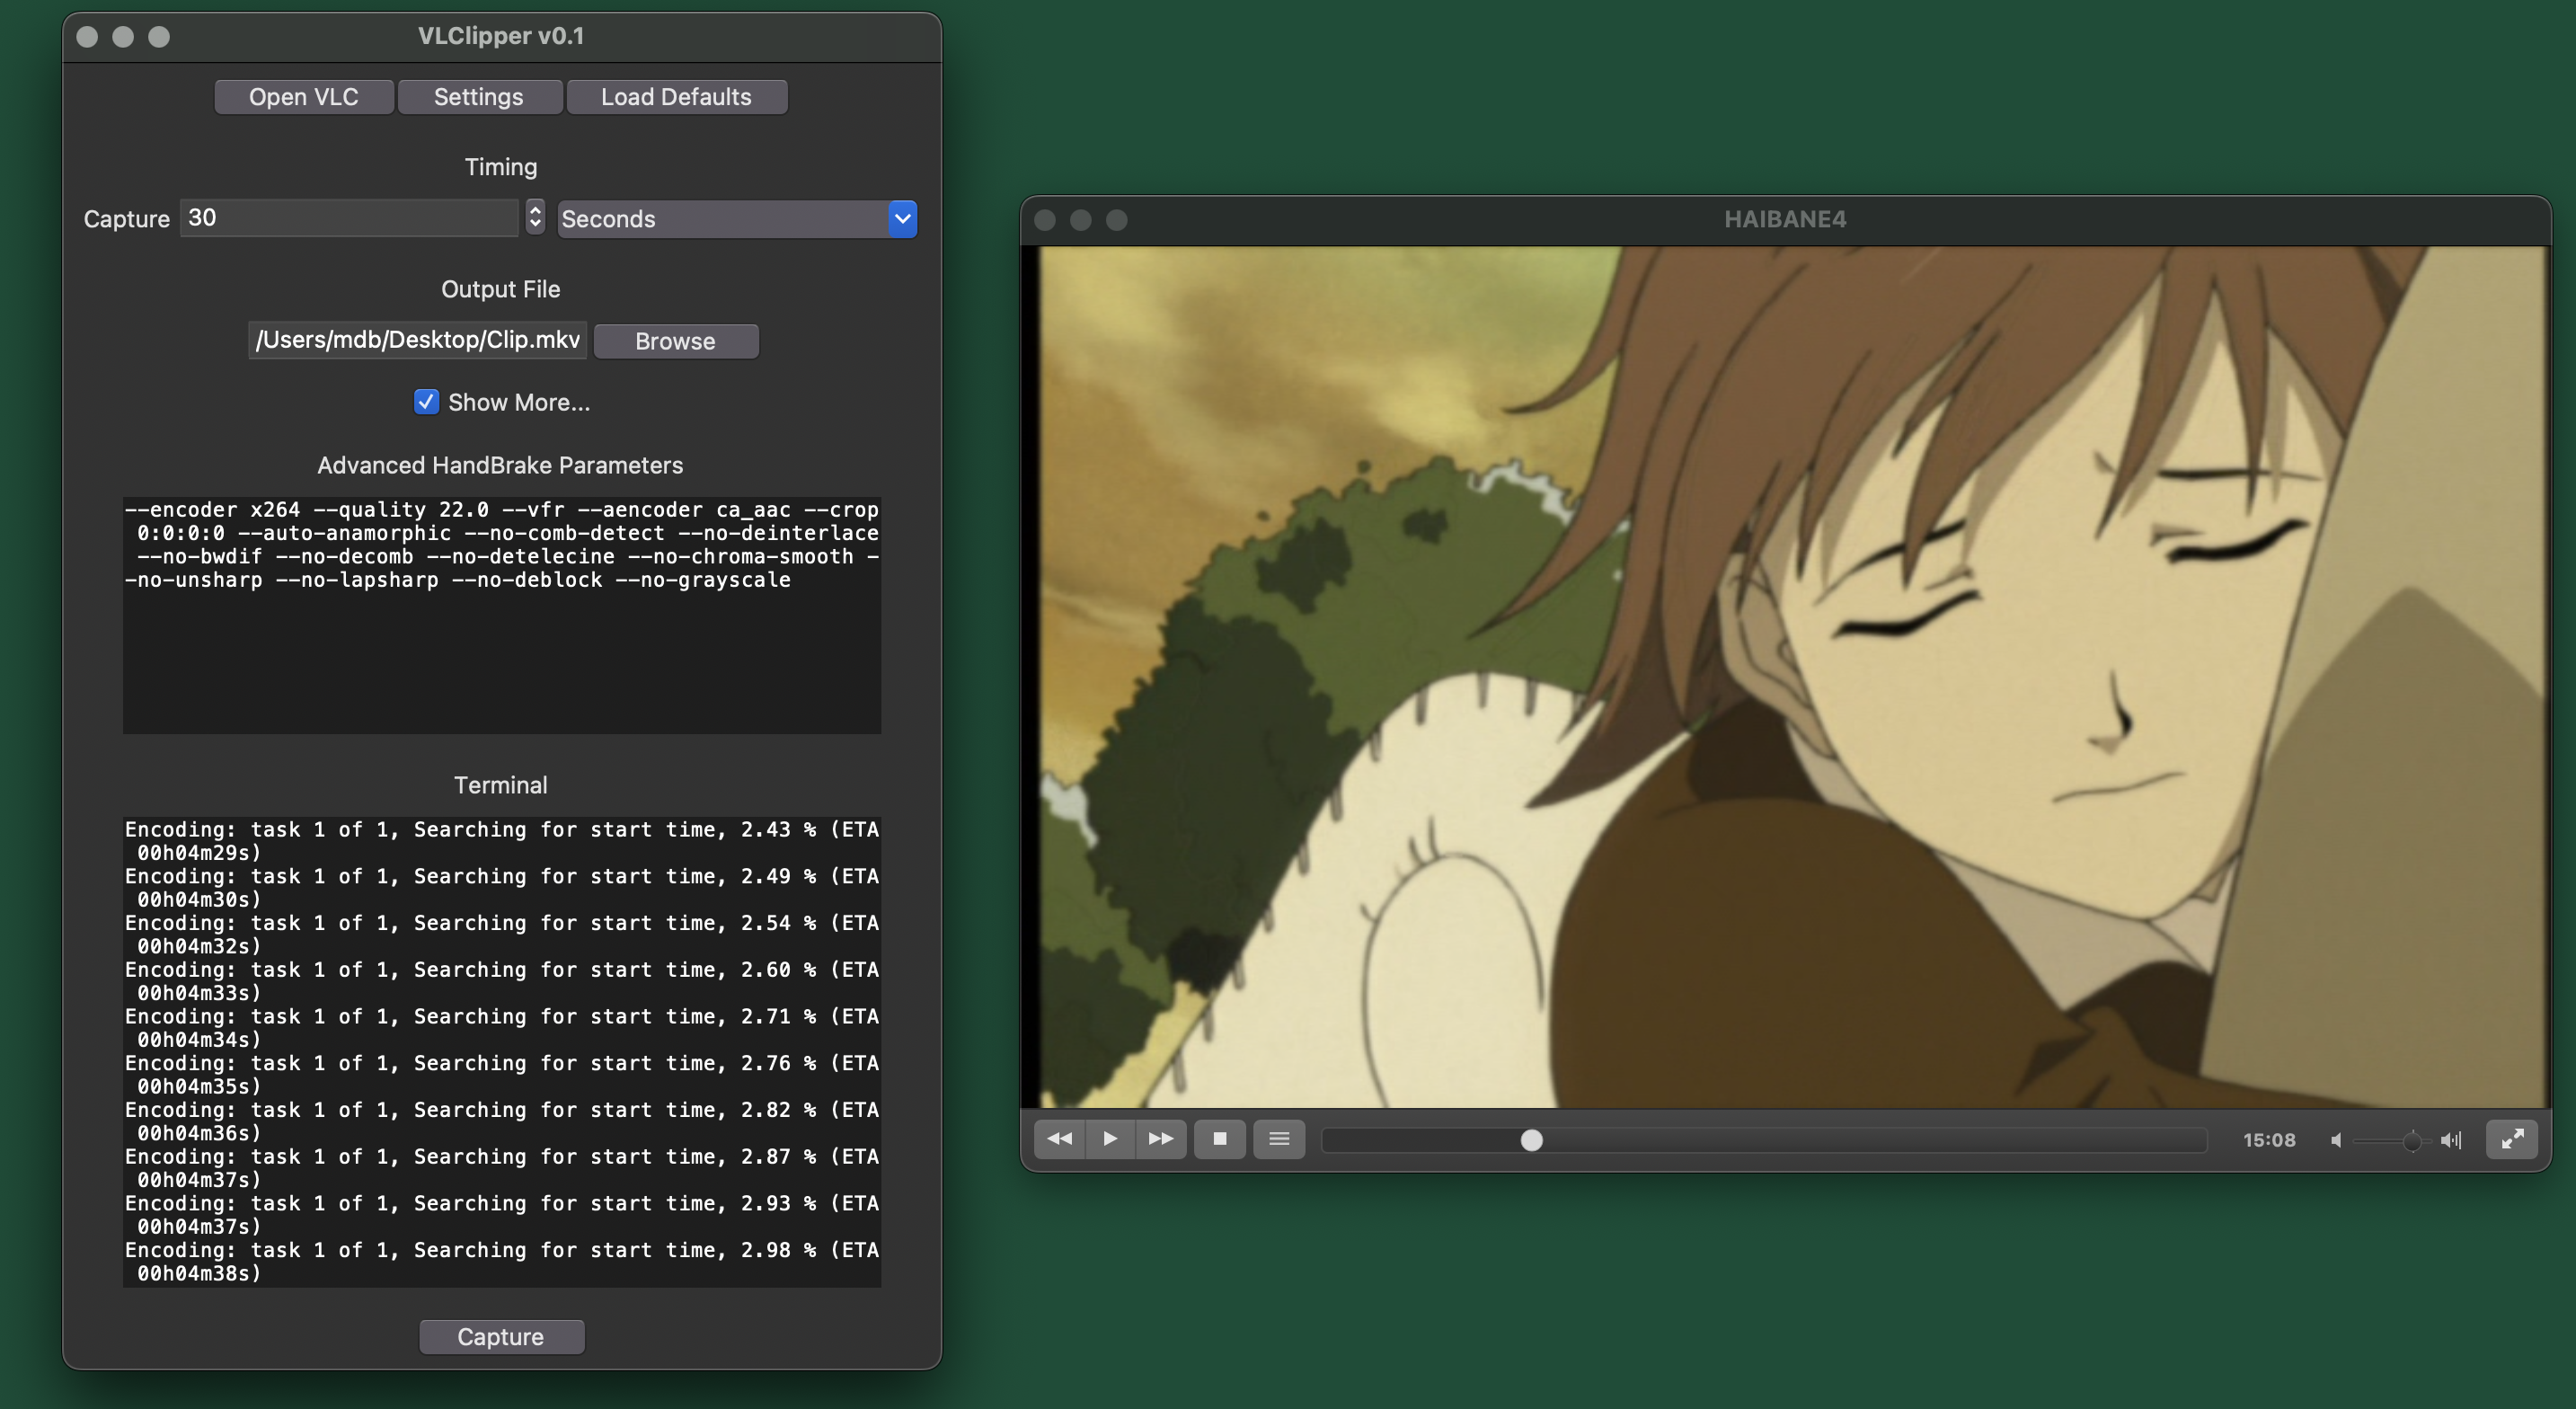 VLClipper v0.1
Open VLC Settings Load Defaults
Timing
Capture 30 Seconds
Output File
/Users/mdb/Desktop/Clip.mkv Browse
Show More...
Advanced HandBrake Parameters
--encoder x264 --quality 22.0 --vfr --aencoder ca_aac --crop
0:0:0:0 --auto-anamorphic --no-comb-detect --no-deinterlace
--no-bwdif --no-decomb --no-detelecine --no-chroma-smooth -
-no-unsharp --no-lapsharp --no-deblock --no-grayscale
Terminal
Encoding: task 1 of 1, Searching for start time, 2.43 % (ETA
00h04m29s)
Encoding: task 1 of 1, Searching for start time, 2.49 % (ETA
00h04m30s)
Encoding: task 1 of 1, Searching for start time, 2.54 % (ETA
00h04m32s)
Encoding: task 1 of 1, Searching for start time, 2.60 % (ETA
00h04m33s)
Encoding: task 1 of 1, Searching for start time, 2.71 % (ETA
00h04m34s)
Encoding: task 1 of 1, Searching for start time, 2.76 % (ETA
00h04m35s)
Encoding: task 1 of 1, Searching for start time, 2.82 % (ETA
00h04m36s)
Encoding: task 1 of 1, Searching for start time, 2.87 % (ETA
00h04m37s)
Encoding: task 1 of 1, Searching for start time, 2.93 % (ETA
00h04m37s)
Encoding: task 1 of 1, Searching for start time, 2.98 % (ETA
00h04m38s)
Capture
HAIBANE4
15:08